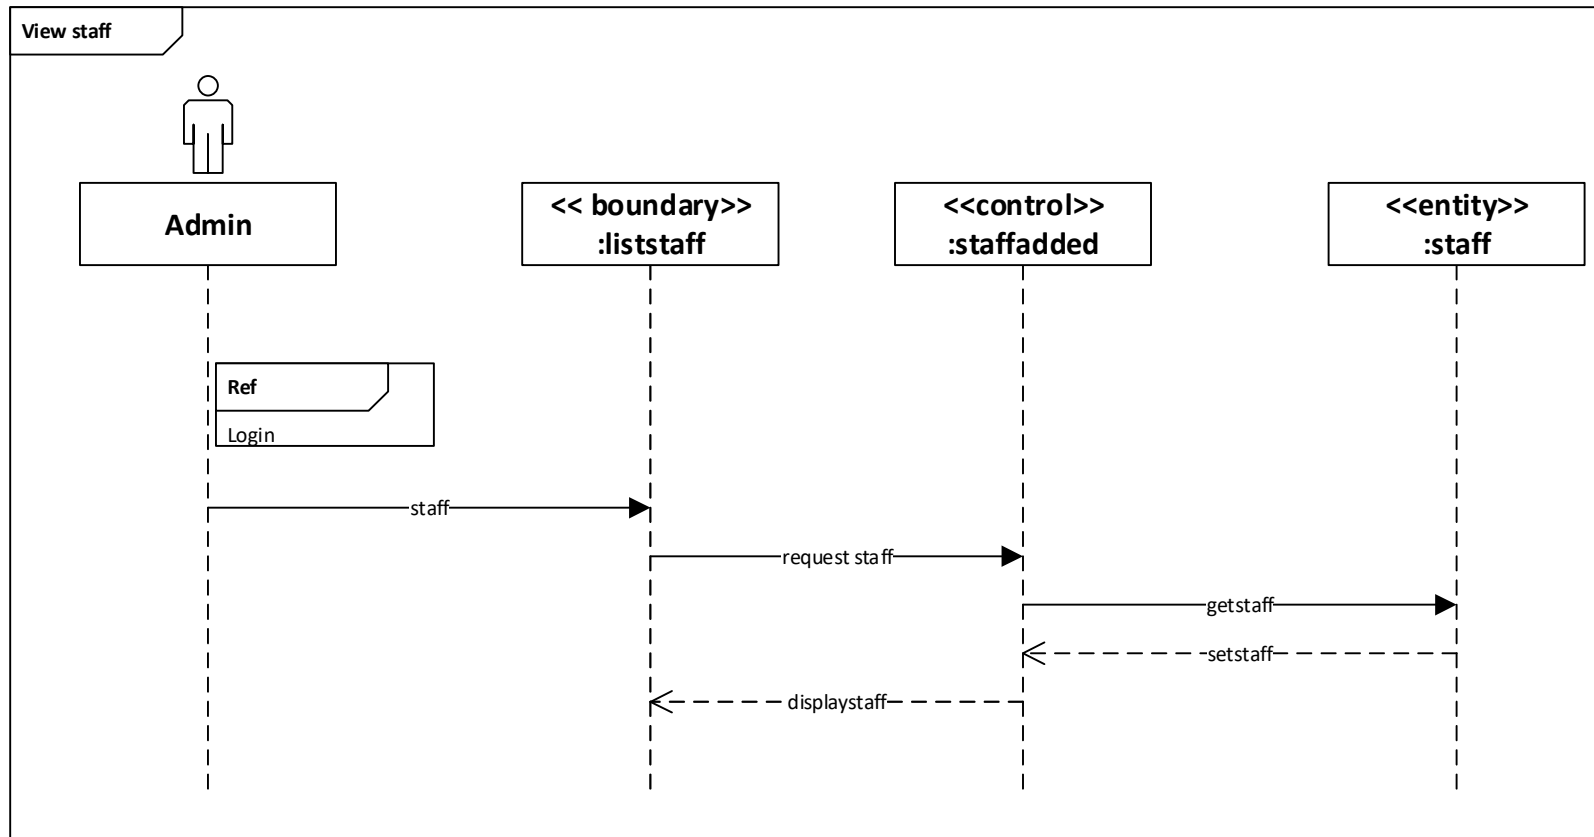 View staff
Admin
<< boundary>>
:liststaff
<<control>>
:staffadded
<<entity>>
:staff
Ref
Login
staff
request staff
getstaff
setstaff
displaystaff